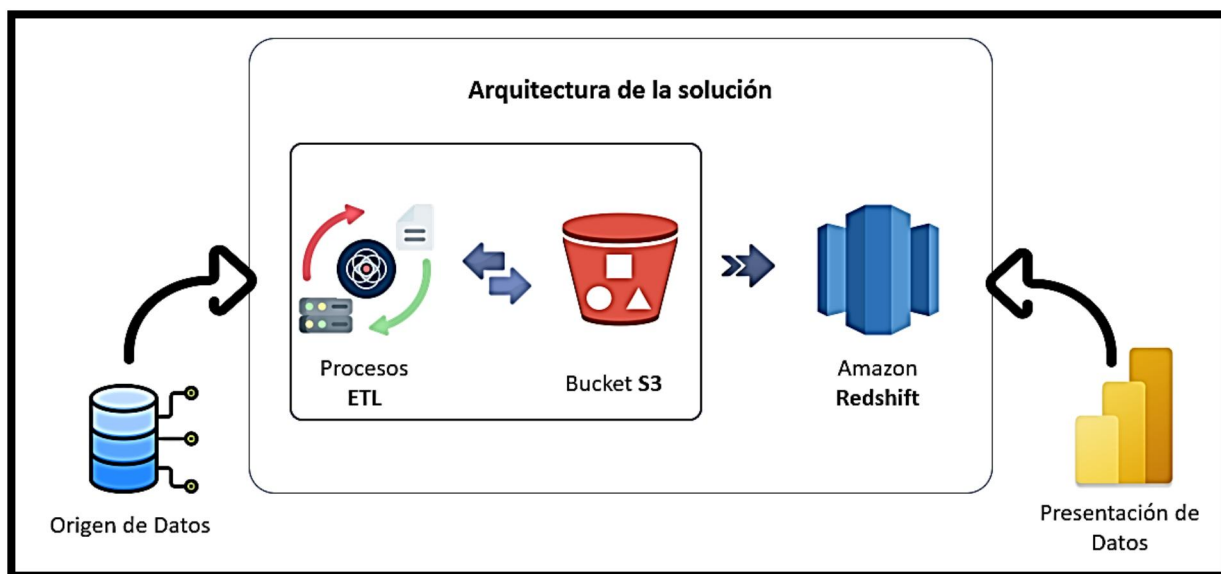 Arquitectura de la solución
Procesos
ETL
Bucket S3
Amazon
Redshift
Origen de Datos
Presentación de
Datos